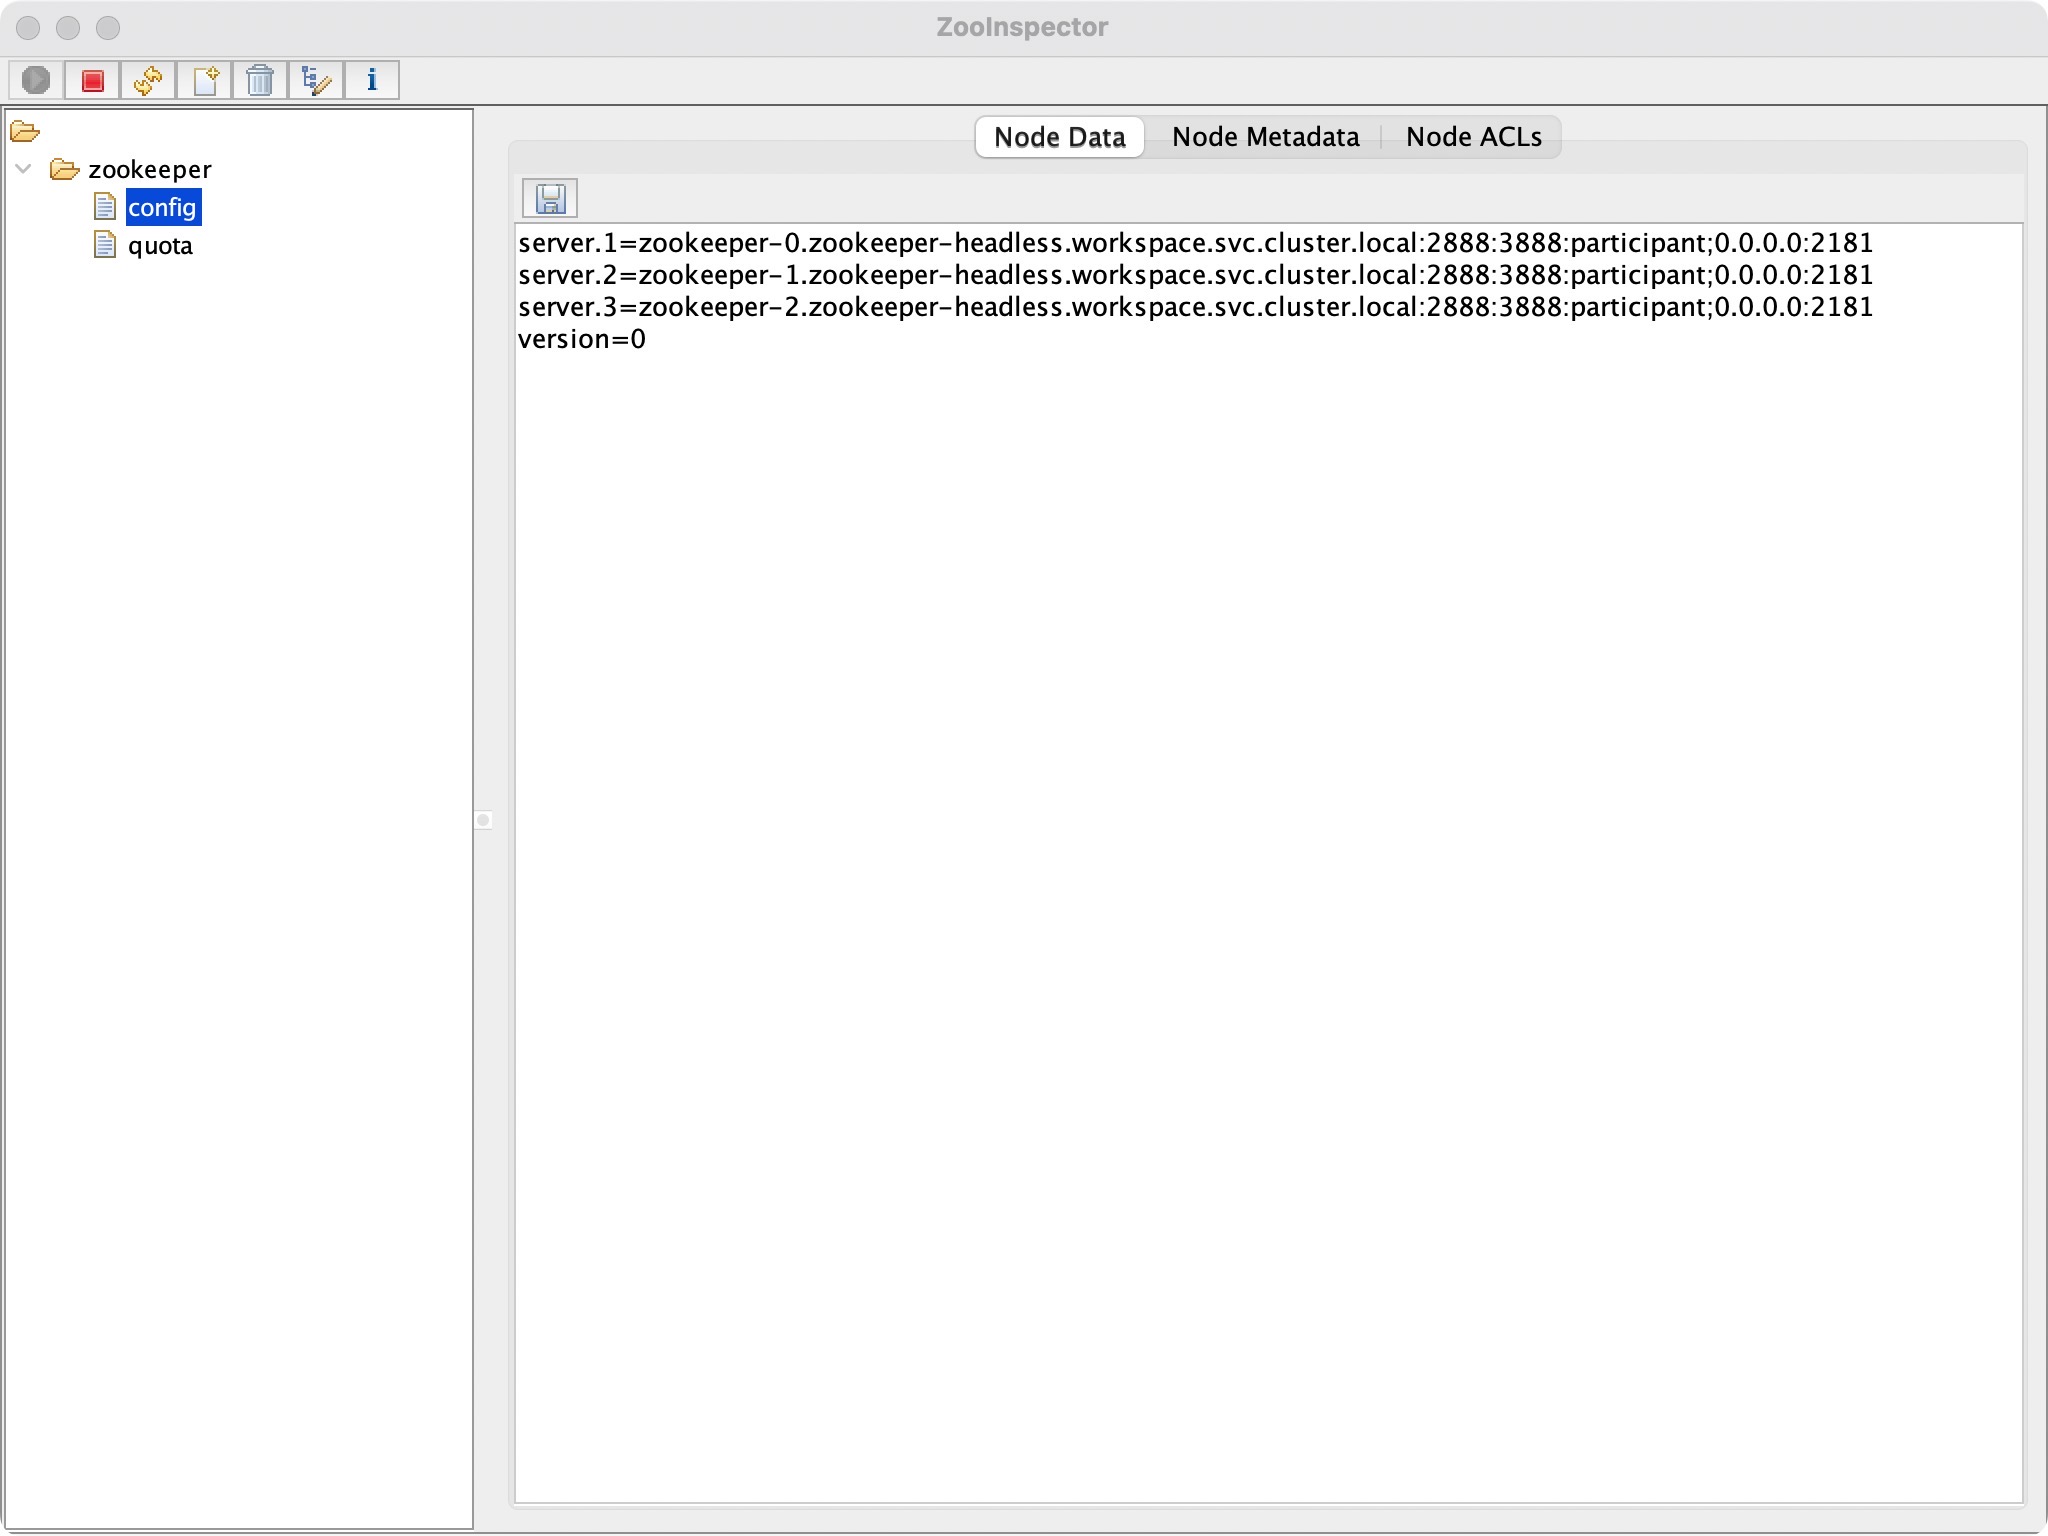 ZooInspector
zookeeper
config
quota
Node Data
Node Metadata
Node ACLs
server.1=zookeeper-0.zookeeper-headless.workspace.svc.cluster.local:2888:3888:participant;0.0.0.0:2181
server.2=zookeeper-1.zookeeper-headless.workspace.svc.cluster.local:2888:3888:participant;0.0.0.0:2181
server.3=zookeeper-2.zookeeper-headless.workspace.svc.cluster.local:2888:3888:participant;0.0.0.0:2181
version=0